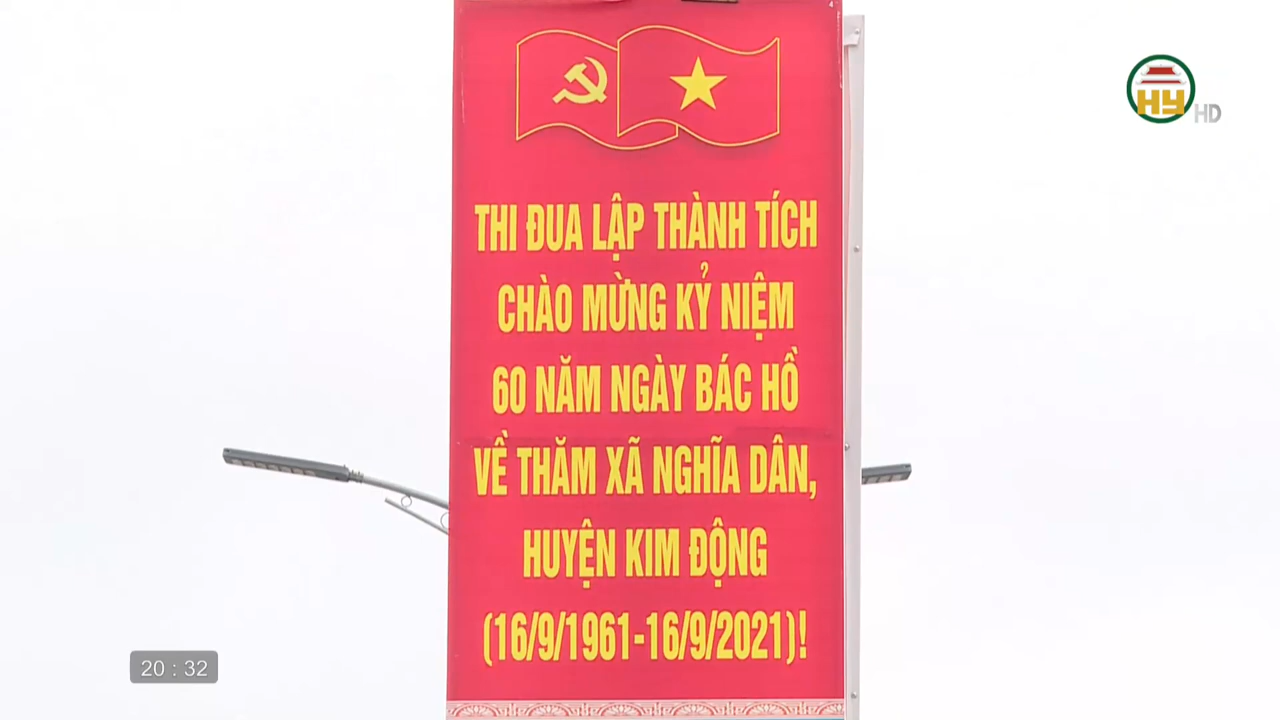 HY HD
THI ĐUA LẬP THÀNH TÍCH
CHÀO MỪNG KỶ NIỆM
60 NĂM NGÀY BÁC HỒ
VỀ THĂM XÃ NGHĨA DÂN,
HUYỆN KIM ĐỘNG
(16/9/1961-16/9/2021)!
20 : 32